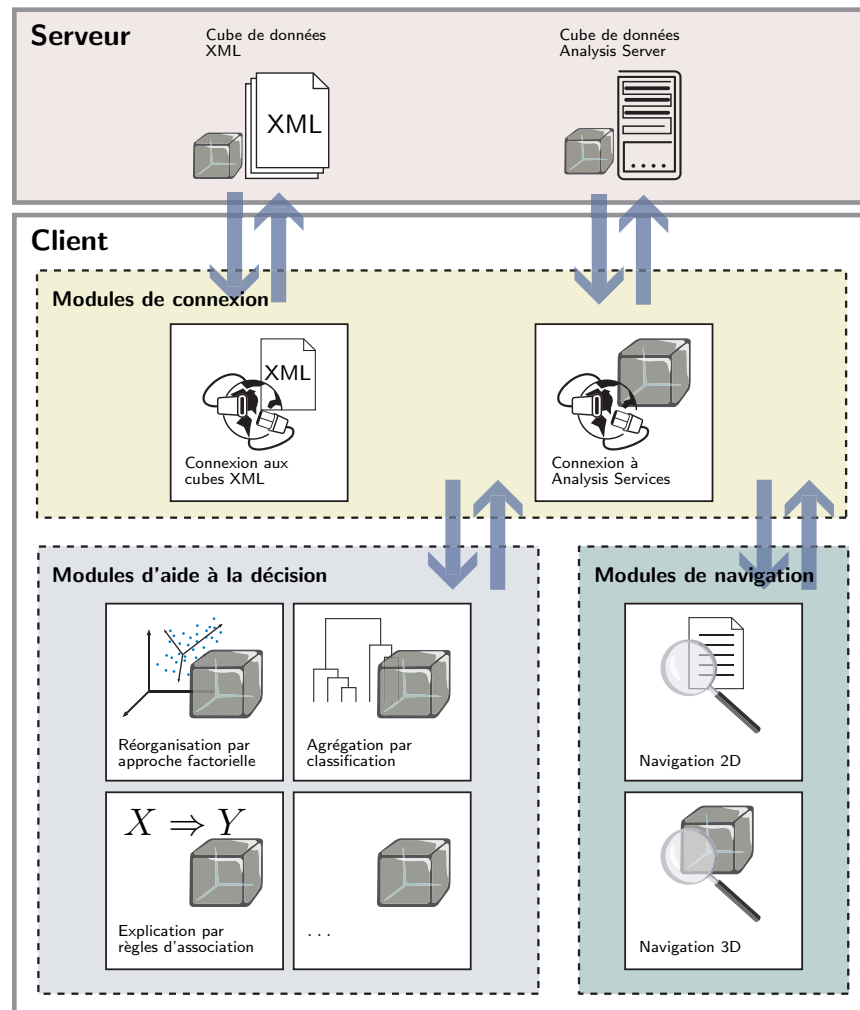 Serveur
Cube de données
XML
XML
Cube de données
Analysis Server
Client
Modules de connexion
XML
Connexion aux
cubes XML
Connexion à
Analysis Services
Modules d'aide à la décision
Réorganisation par
approche factorielle
Agrégation par
classification
X ⇒ Y
Explication par
règles d'association
. . .
Modules de navigation
Navigation 2D
Navigation 3D